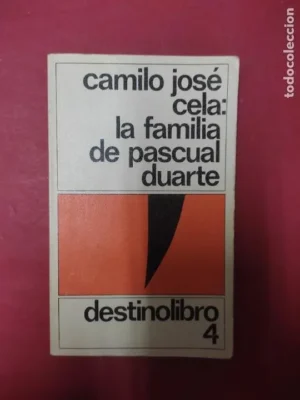 camilo josé
cela:
la familia
de pascual
duarte
destinolibro
4
todocoleccion